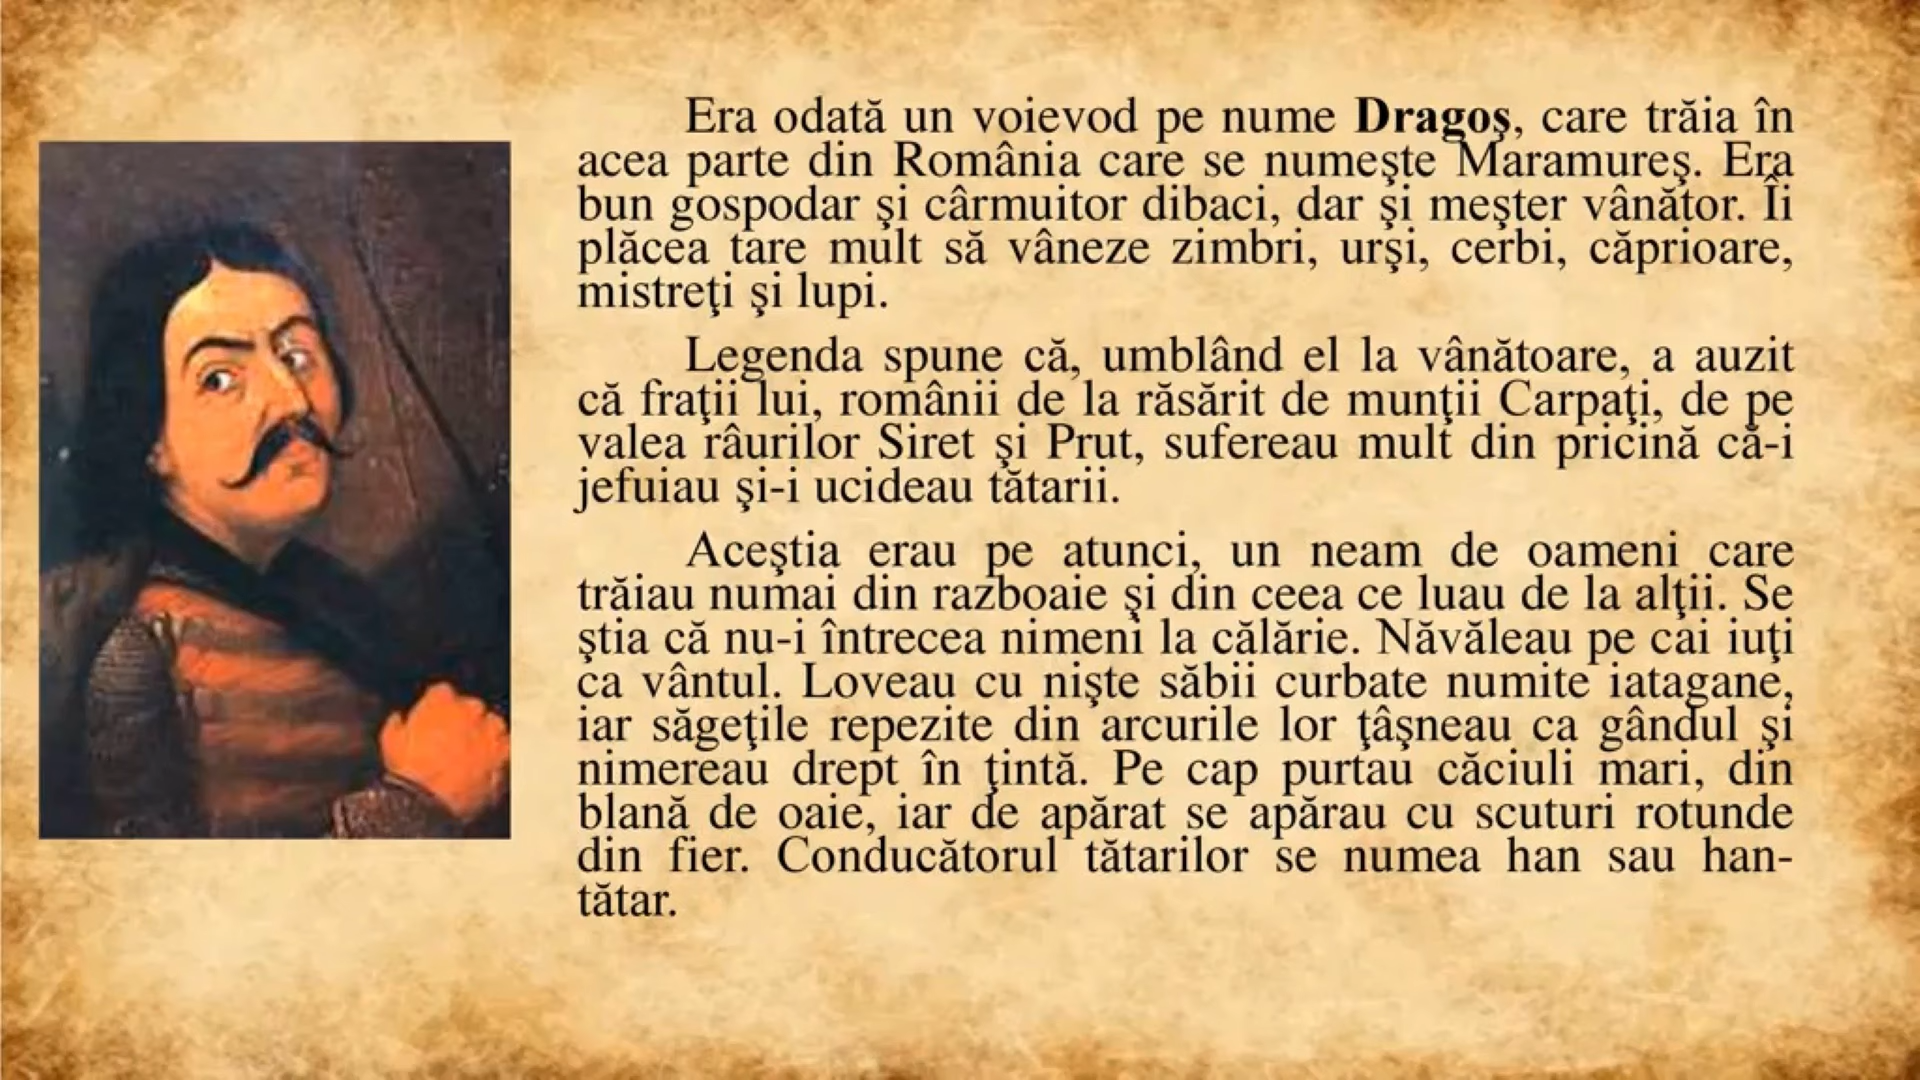 Era odată un voievod pe nume Dragoş, care trăia în
acea parte din România care se numeşte Maramureş. Era
bun gospodar şi cârmuitor dibaci, dar şi meşter vânător. Îi
plăcea tare mult să vâneze zimbri, urşi, cerbi, căprioare,
mistreţi şi lupi.
Legenda spune că, umblând el la vânătoare, a auzit
că fraţii lui, românii de la răsărit de munţii Carpaţi, de pe
valea râurilor Siret şi Prut, sufereau mult din pricină că-i
jefuiau şi-i ucideau tătarii.
Aceştia erau pe atunci, un neam de oameni care
trăiau numai din razboaie şi din ceea ce luau de la alţii. Se
ştia că nu-i întrecea nimeni la călărie. Năvăleau pe cai iuţi
ca vântul. Loveau cu nişte săbii curbate numite iatagane,
iar săgeţile repezite din arcurile lor ţâşneau ca gândul şi
nimereau drept în ţintă. Pe cap purtau căciuli mari, din
blană de oaie, iar de apărat se apărau cu scuturi rotunde
din fier. Conducătorul tătarilor se numea han sau han-
tătar.